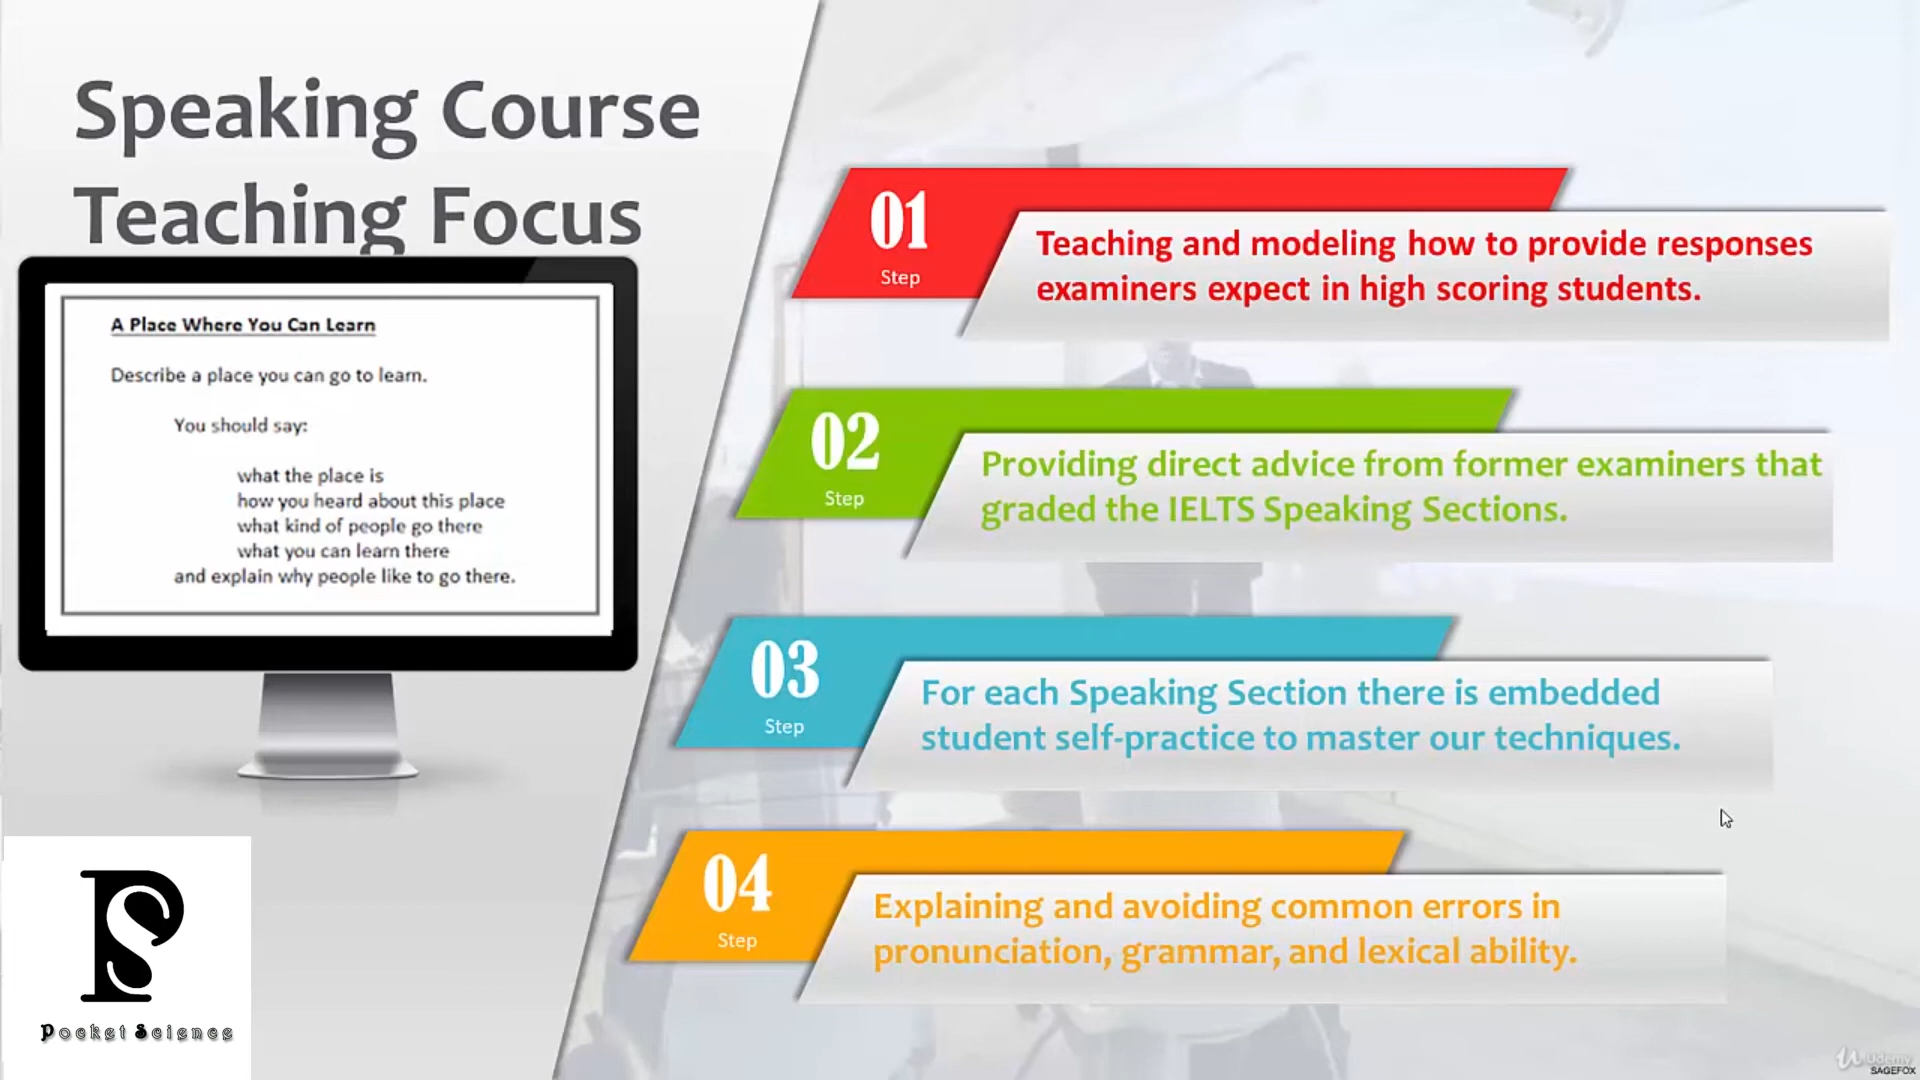 Speaking Course
Teaching Focus
A Place Where You Can Learn
Describe a place you can go to learn.
You should say:
what the place is
how you heard about this place
what kind of people go there
what you can learn there
and explain why people like to go there.
Pocket Science
01
Step
Teaching and modeling how to provide responses
examiners expect in high scoring students.
02
Step
Providing direct advice from former examiners that
graded the IELTS Speaking Sections.
03
Step
For each Speaking Section there is embedded
student self-practice to master our techniques.
04
Step
Explaining and avoiding common errors in
pronunciation, grammar, and lexical ability.
Udemy
SAGEFOX